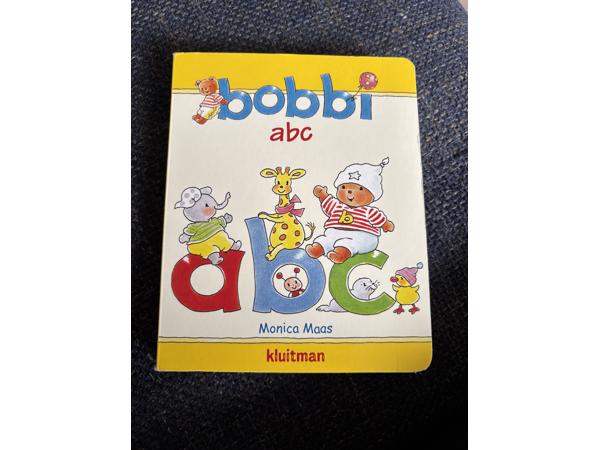 bobbi
abc
b
abc
Monica Maas
kluitman